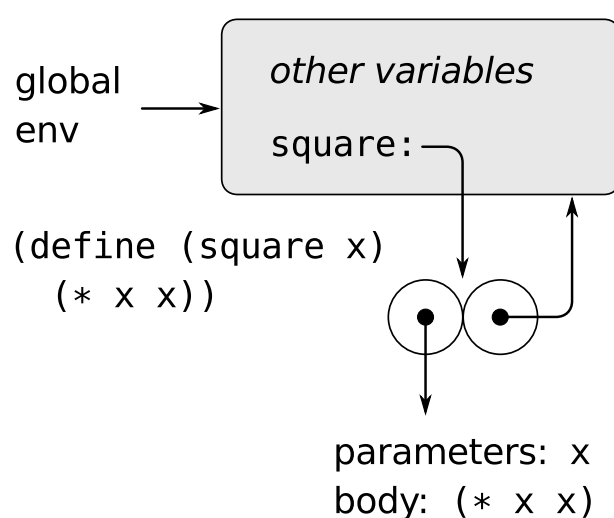 global
env
other variables
square:
(define (square x)
  (* x x))
parameters: x
body: (* x x)